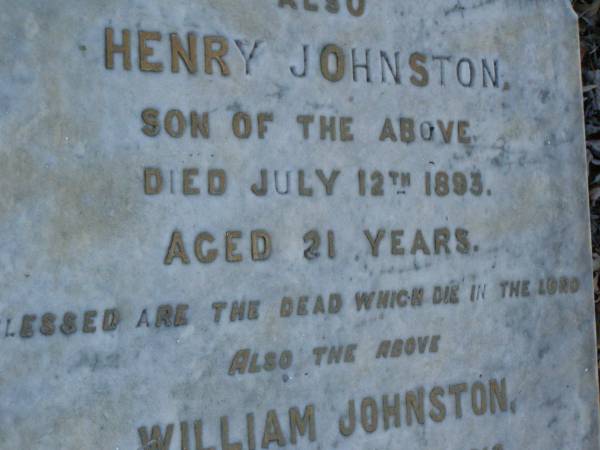 ALSO
HENRY JOHNSTON,
SON OF THE ABOVE.
DIED JULY 12TH 1893.
AGED 21 YEARS.
LESSED ARE THE DEAD WHICH DIE IN THE LORD
ALSO THE ABOVE
WILLIAM JOHNSTON,